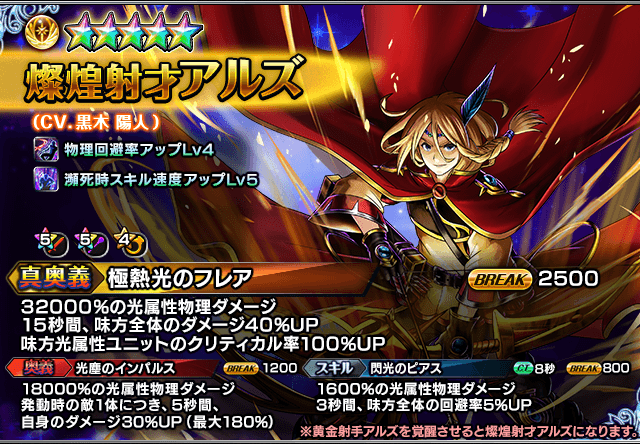 燦煌射才アルズ
(CV.黒木 陽人)
物理回避率アップLv4
瀕死時スキル速度アップLv5
5 5 4
真奥義 極熱光のフレア BREAK 2500
32000%の光属性物理ダメージ
15秒間、味方全体のダメージ40%UP
味方光属性ユニットのクリティカル率100%UP
奥義 光塵のインパルス BREAK 1200
18000%の光属性物理ダメージ
発動時の敵1体につき、5秒間、
自身のダメージ30%UP(最大180%)
スキル 閃光のピアス C.T. 8秒 BREAK 800
1600%の光属性物理ダメージ
3秒間、味方全体の回避率5%UP
※黄金射手アルズを覚醒させると燦煌射才アルズになります。